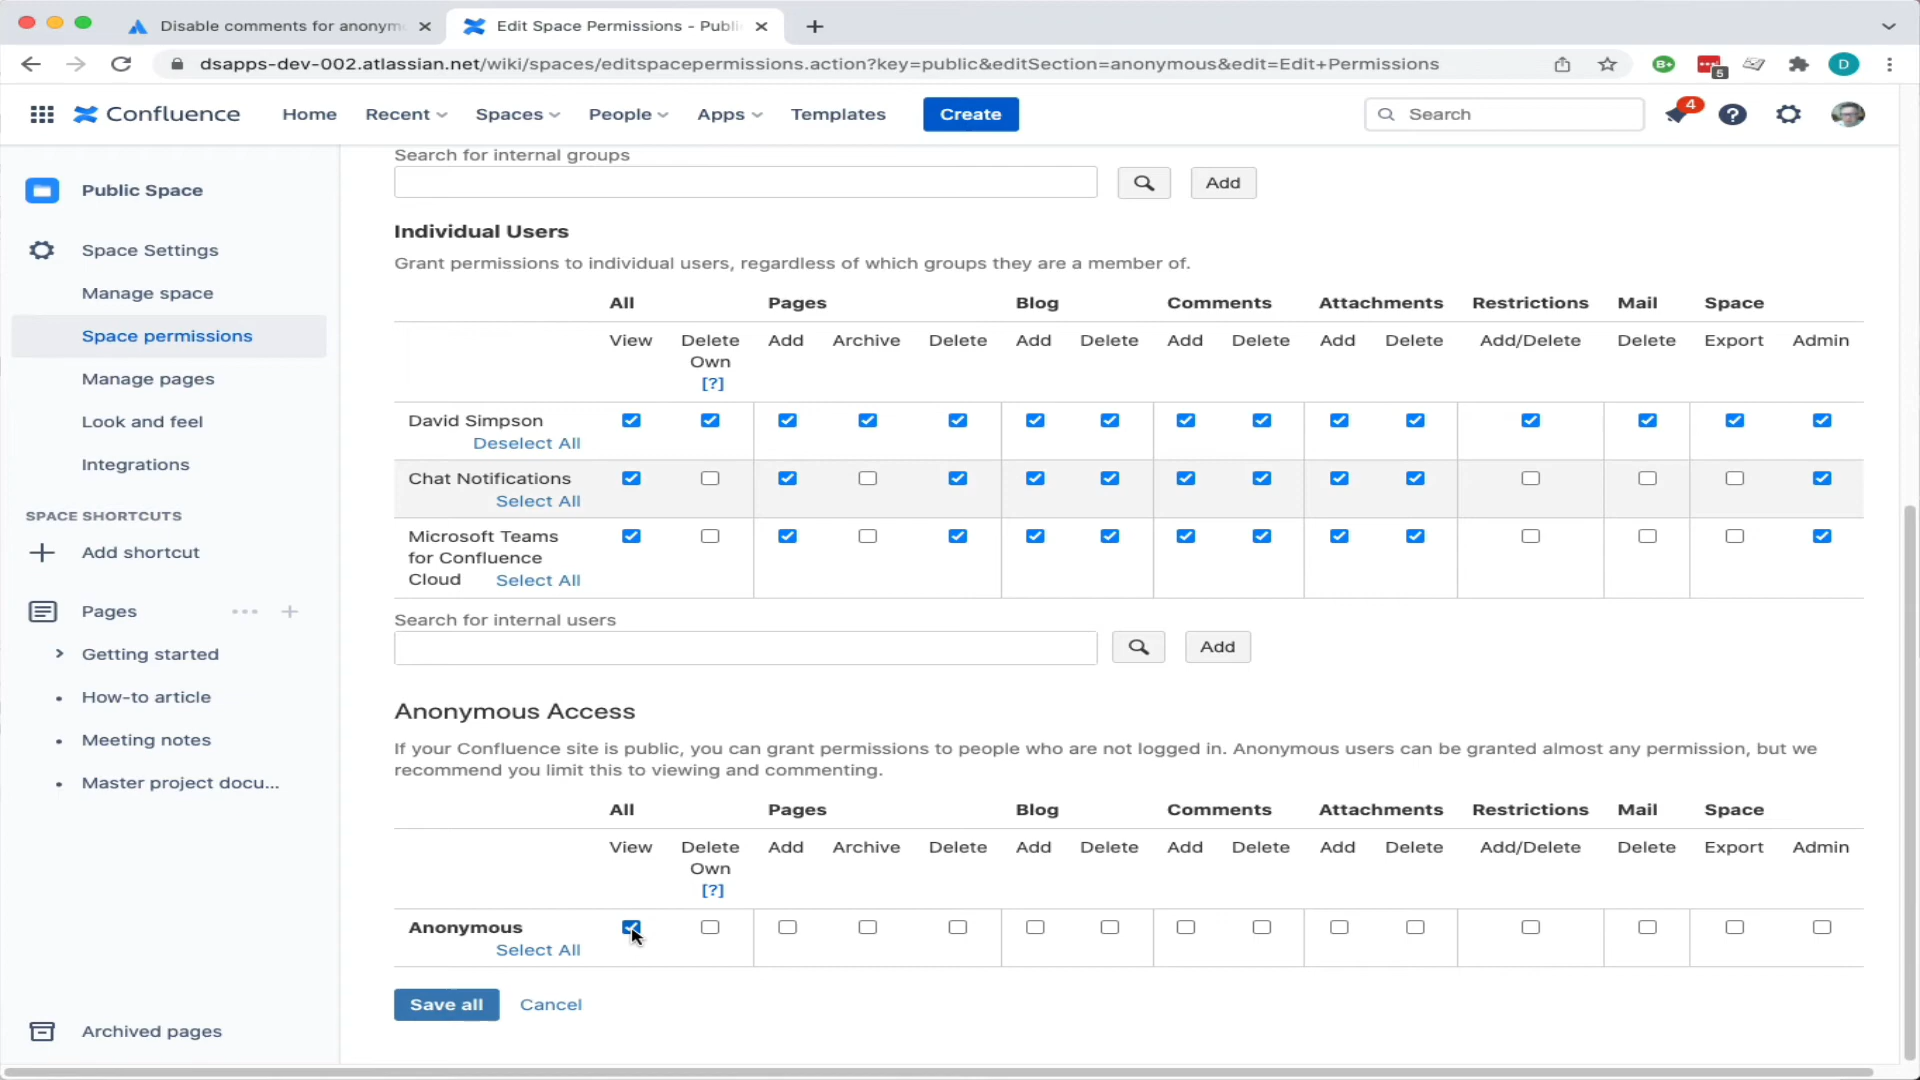 Disable comments for anonym
Edit Space Permissions - Publi
dsapps-dev-002.atlassian.net/wiki/spaces/editspacepermissions.action?key=public&editSection=anonymous&edit=Edit+Permissions
B+
5
D
Confluence
Home
Recent
Spaces
People
Apps
Templates
Create
Search
4
?
Search for internal groups
Add
Public Space
Space Settings
Manage space
Space permissions
Manage pages
Look and feel
Integrations
SPACE SHORTCUTS
Add shortcut
Pages
Getting started
How-to article
Meeting notes
Master project docu...
Archived pages
Individual Users
Grant permissions to individual users, regardless of which groups they are a member of.
All Pages Blog Comments Attachments Restrictions Mail Space
View Delete Add Archive Delete Add Delete Add Delete Add Delete Add/Delete Delete Export Admin
Own
[?]
David Simpson
Deselect All
Chat Notifications
Select All
Microsoft Teams
for Confluence
Cloud Select All
Search for internal users
Add
Anonymous Access
If your Confluence site is public, you can grant permissions to people who are not logged in. Anonymous users can be granted almost any permission, but we
recommend you limit this to viewing and commenting.
All Pages Blog Comments Attachments Restrictions Mail Space
View Delete Add Archive Delete Add Delete Add Delete Add Delete Add/Delete Delete Export Admin
Own
[?]
Anonymous
Select All
Save all Cancel